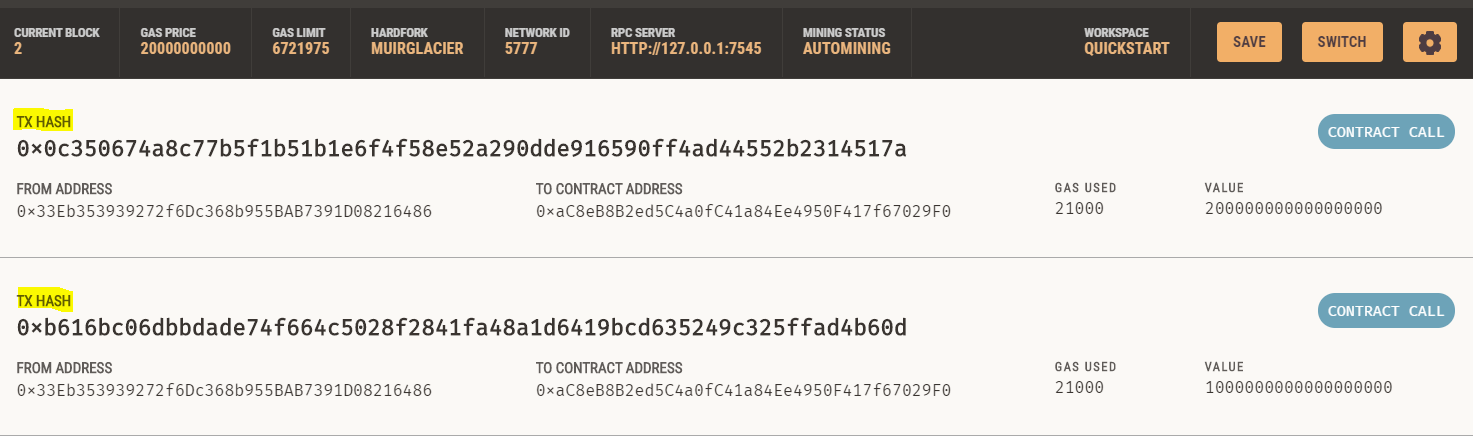 CURRENT BLOCK GAS PRICE GAS LIMIT HARDFORK NETWORK ID RPC SERVER MINING STATUS WORKSPACE
2 20000000000 6721975 MUIRGLACIER 5777 HTTP://127.0.0.1:7545 AUTOMINING QUICKSTART SAVE SWITCH
TX HASH
0×0c350674a8c77b5f1b51b1e6f4f58e52a290dde916590ff4ad44552b2314517a CONTRACT CALL
FROM ADDRESS TO CONTRACT ADDRESS GAS USED VALUE
0×33Eb353939272f6Dc368b955BAB7391D08216486 0×aC8eB8B2ed5C4a0fC41a84Ee4950F417f67029F0 21000 200000000000000000
TX HASH
0×b616bc06dbbdade74f664c5028f2841fa48a1d6419bcd635249c325ffad4b60d CONTRACT CALL
FROM ADDRESS TO CONTRACT ADDRESS GAS USED VALUE
0×33Eb353939272f6Dc368b955BAB7391D08216486 0×aC8eB8B2ed5C4a0fC41a84Ee4950F417f67029F0 21000 1000000000000000000